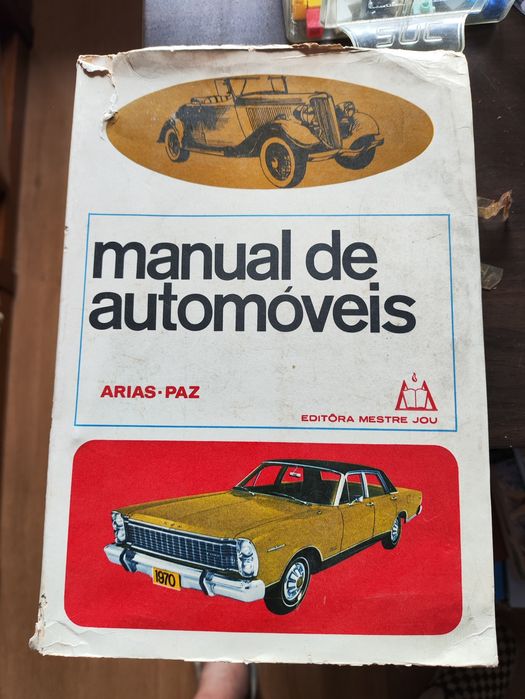 manual de
automóveis
ARIAS·PAZ
EDITÔRA MESTRE JOU
1970